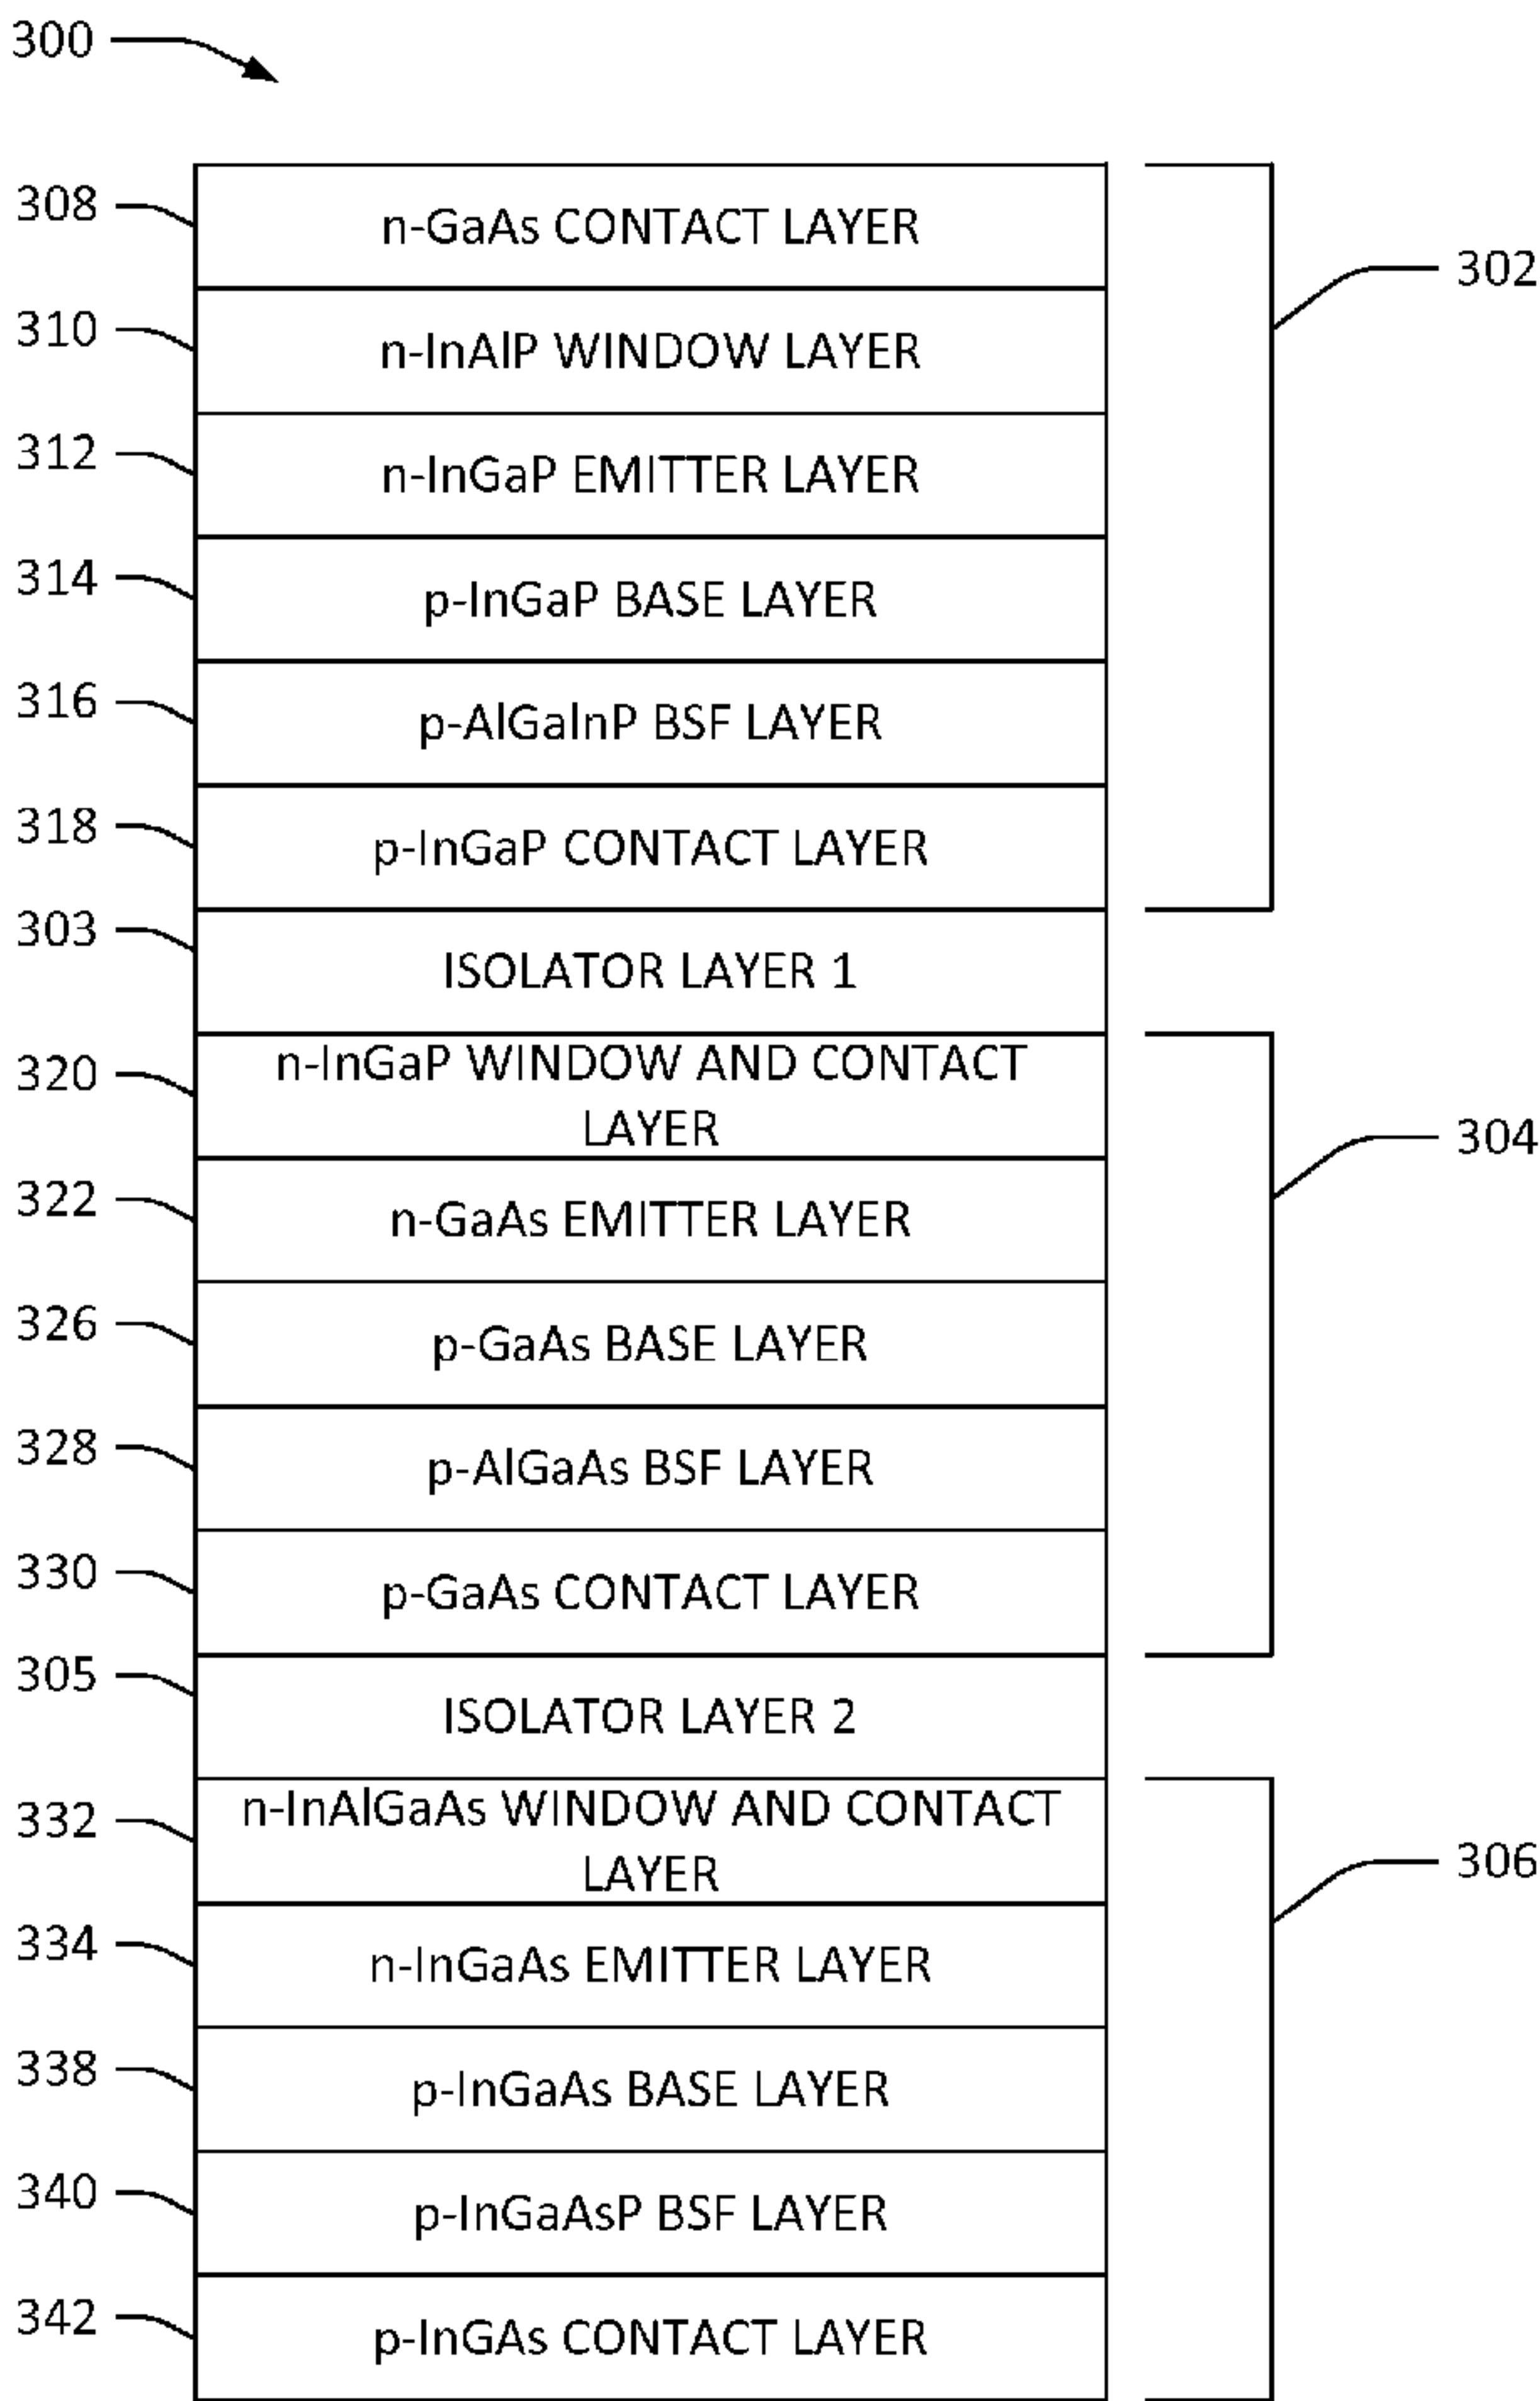 300
308
n-GaAs CONTACT LAYER
302
310
n-InAlP WINDOW LAYER
312
n-InGaP EMITTER LAYER
314
p-InGaP BASE LAYER
316
p-AlGaInP BSF LAYER
318
p-InGaP CONTACT LAYER
303
ISOLATOR LAYER 1
320
n-InGaP WINDOW AND CONTACT
LAYER
304
322
n-GaAs EMITTER LAYER
326
p-GaAs BASE LAYER
328
p-AlGaAs BSF LAYER
330
p-GaAs CONTACT LAYER
305
ISOLATOR LAYER 2
332
n-InAlGaAs WINDOW AND CONTACT
LAYER
306
334
n-InGaAs EMITTER LAYER
338
p-InGaAs BASE LAYER
340
p-InGaAsP BSF LAYER
342
p-InGAs CONTACT LAYER